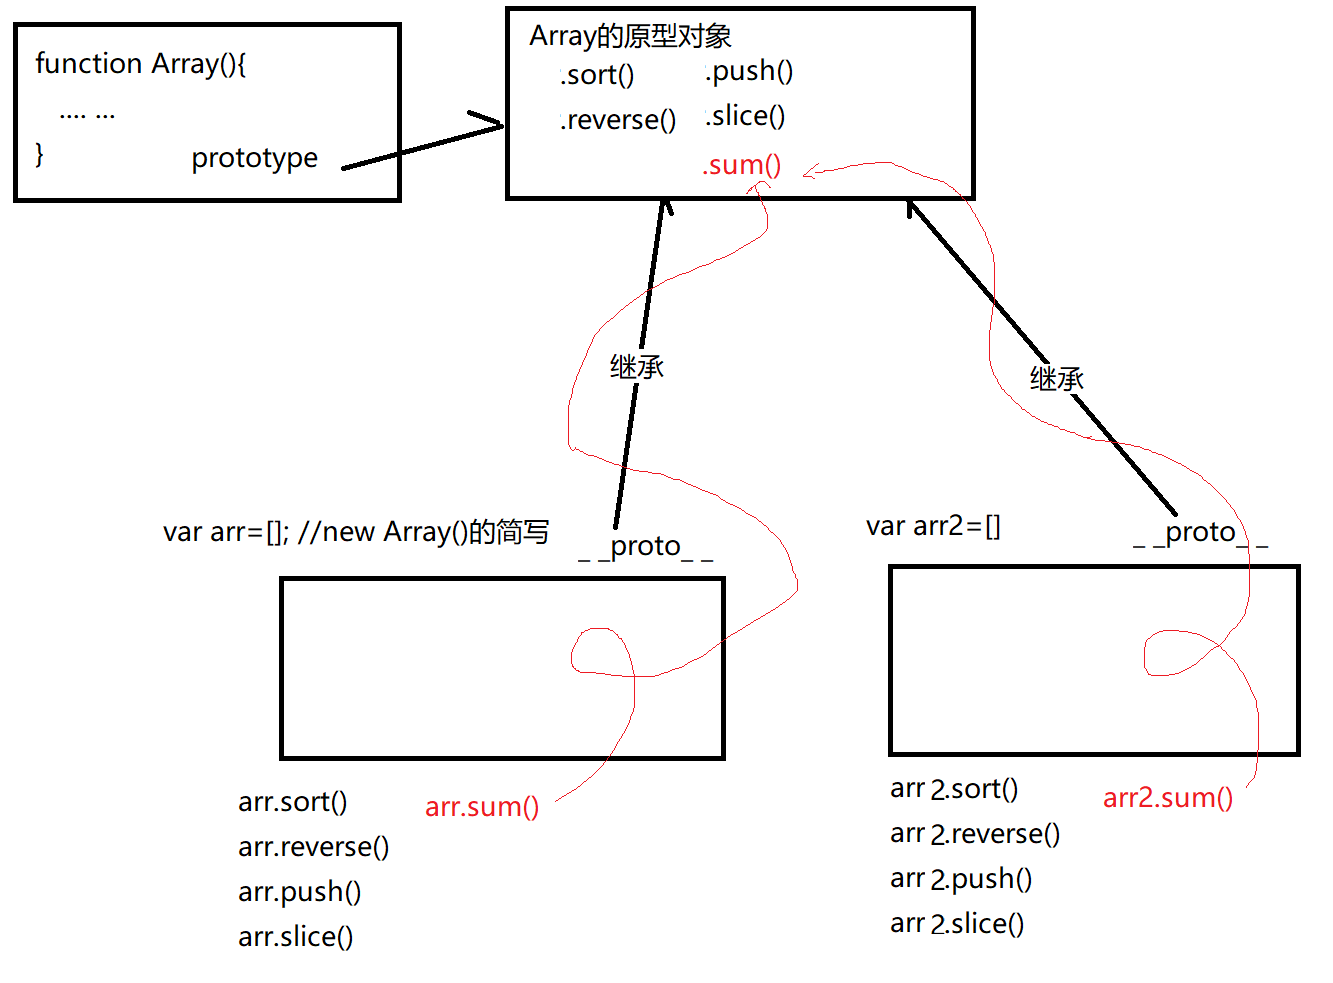 function Array(){
.... ...
}
prototype
Array的原型对象
.sort() .push()
.reverse() .slice()
.sum()
继承
继承
var arr=[]; //new Array()的简写
_ _proto_ _
var arr2=[]
_ _proto_ _
arr.sort()
arr.reverse()
arr.push()
arr.slice()
arr.sum()
arr 2.sort()
arr 2.reverse()
arr 2.push()
arr 2.slice()
arr2.sum()